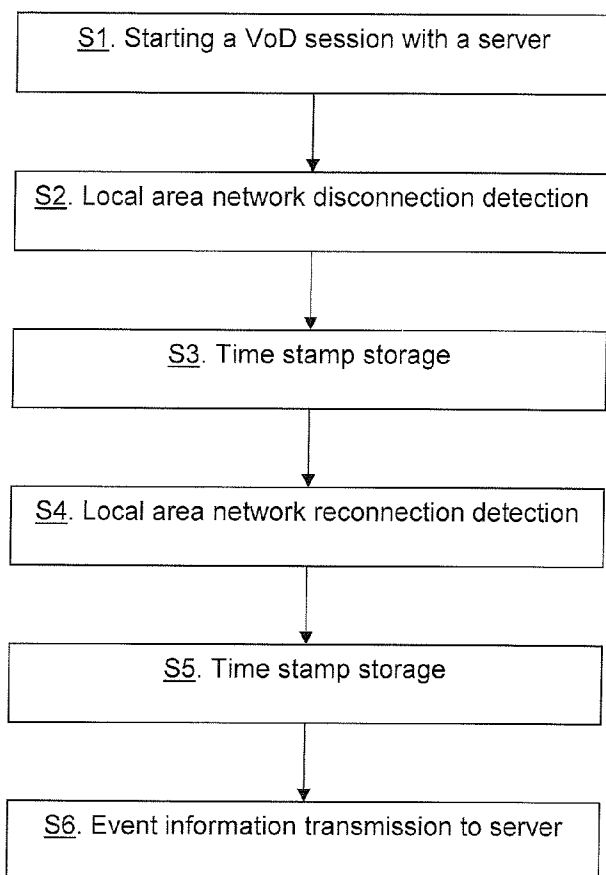 S1. Starting a VoD session with a server
S2. Local area network disconnection detection
S3. Time stamp storage
S4. Local area network reconnection detection
S5. Time stamp storage
S6. Event information transmission to server